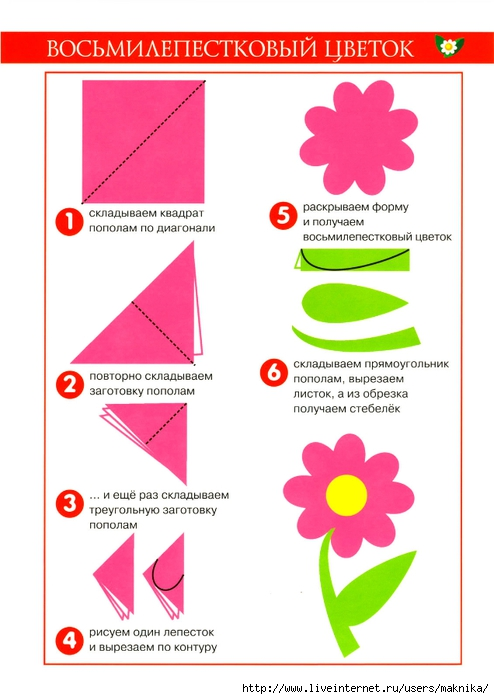 ВОСЬМИЛЕПЕСТКОВЫЙ ЦВЕТОК
1
складываем квадрат
пополам по диагонали
2
повторно складываем
заготовку пополам
3
... и ещё раз складываем
треугольную заготовку
пополам
4
рисуем один лепесток
и вырезаем по контуру
5
раскрываем форму
и получаем
восьмилепестковый цветок
6
складываем прямоугольник
пополам, вырезаем
листок, а из обрезка
получаем стебелёк
http://www.liveinternet.ru/users/maknika/